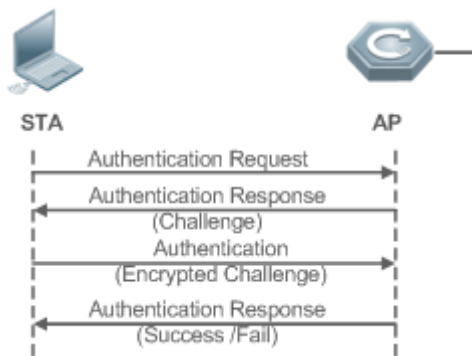 STA AP
Authentication Request
Authentication Response
(Challenge)
Authentication
(Encrypted Challenge)
Authentication Response
(Success /Fail)